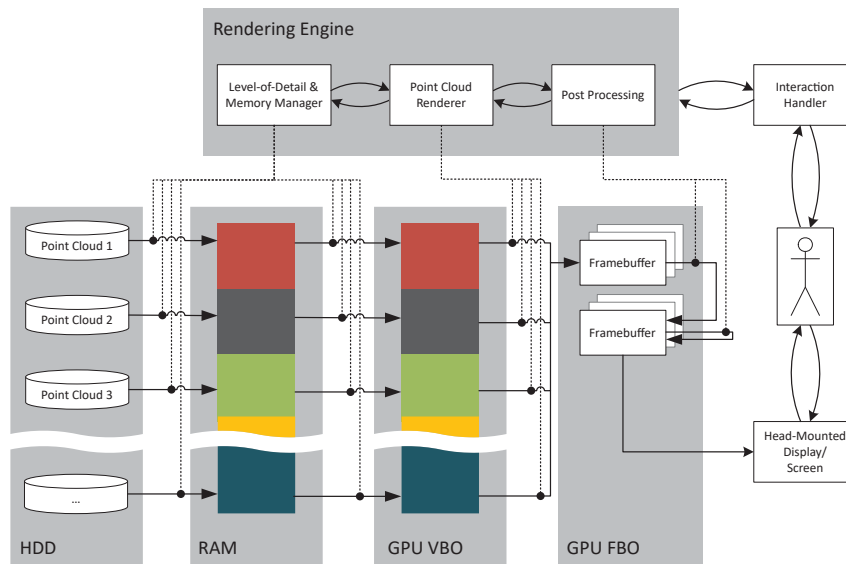 Rendering Engine
Level-of-Detail &
Memory Manager
Point Cloud
Renderer
Post Processing
Interaction
Handler
Point Cloud 1
Point Cloud 2
Point Cloud 3
...
Framebuffer
Framebuffer
Head-Mounted
Display/
Screen
HDD
RAM
GPU VBO
GPU FBO